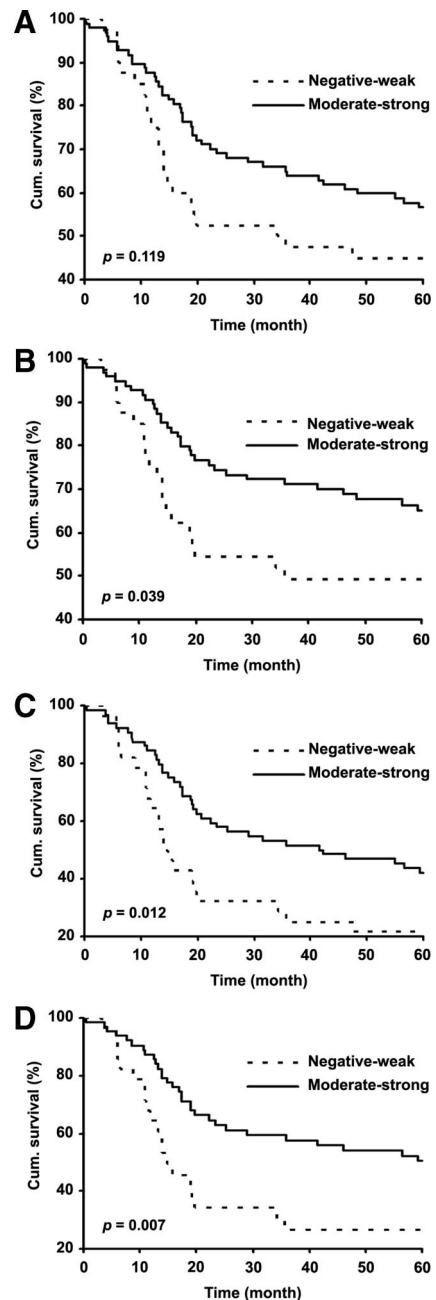 A
100
90
80
70
60
50
40
Cum. survival (%)
Negative-weak
Moderate-strong
p = 0.119
0 10 20 30 40 50 60
Time (month)
B
100
90
80
70
60
50
40
Cum. survival (%)
Negative-weak
Moderate-strong
p = 0.039
0 10 20 30 40 50 60
Time (month)
C
100
80
60
40
20
Cum. survival (%)
Negative-weak
Moderate-strong
p = 0.012
0 10 20 30 40 50 60
Time (month)
D
100
80
60
40
20
Cum. survival (%)
Negative-weak
Moderate-strong
p = 0.007
0 10 20 30 40 50 60
Time (month)